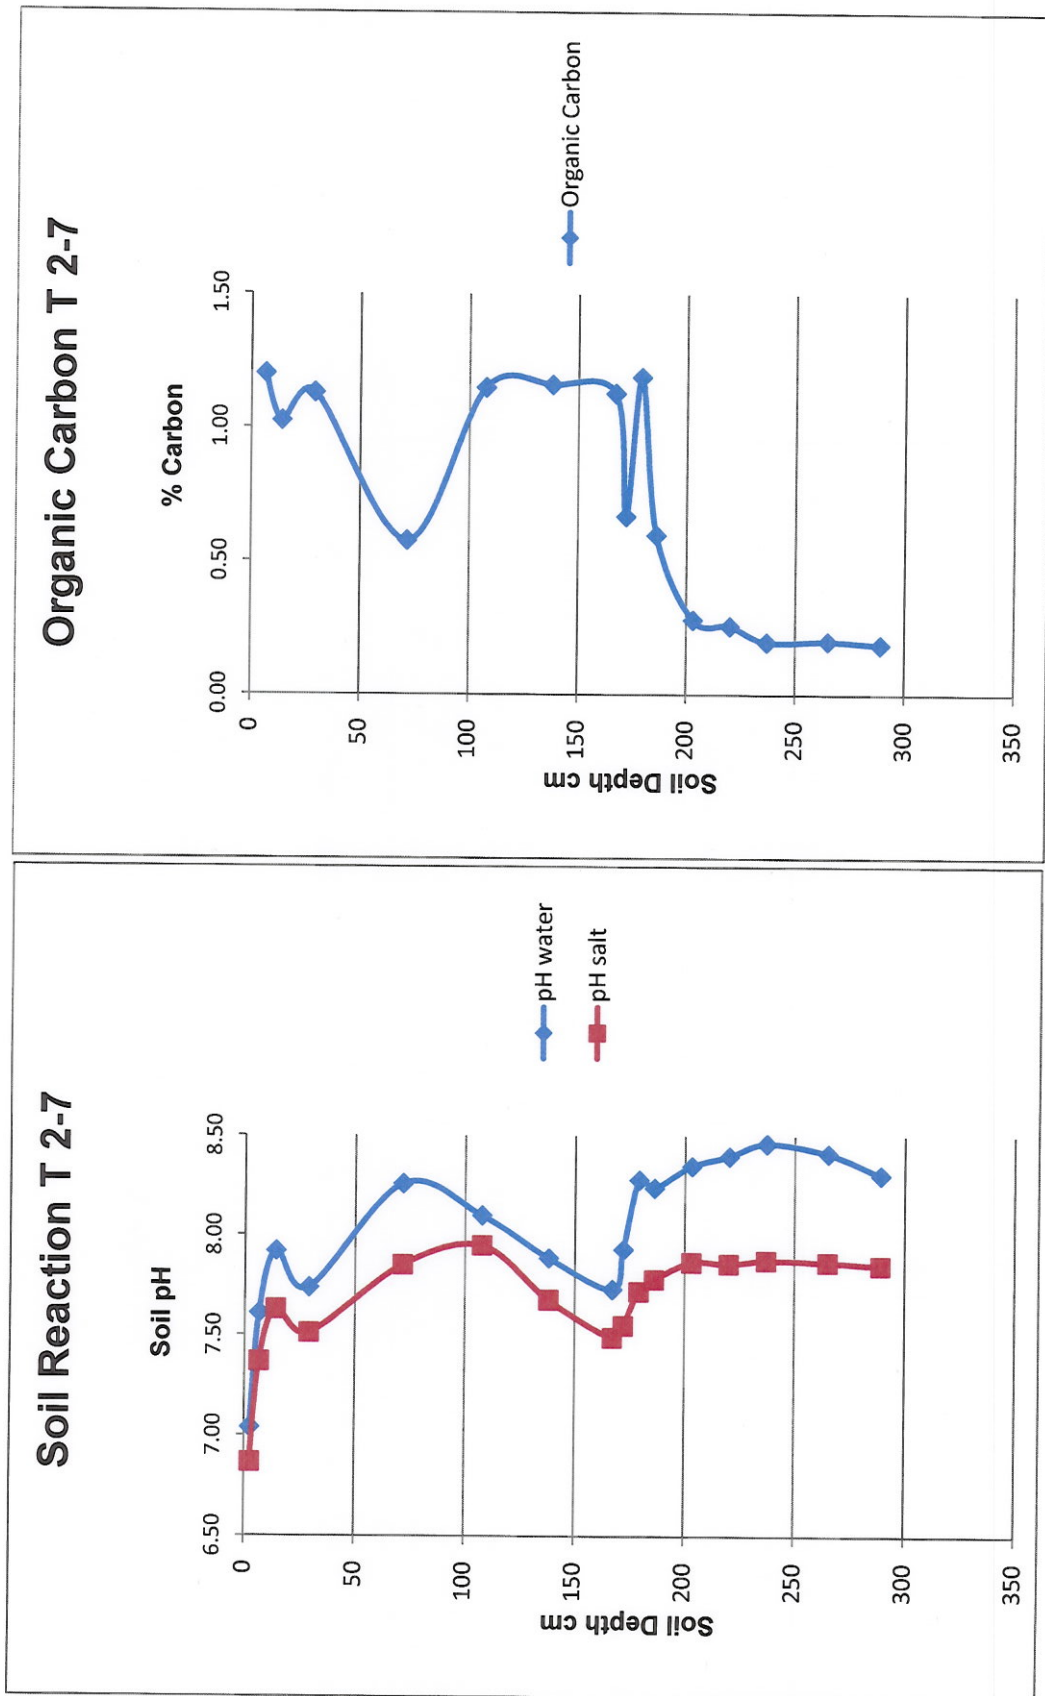 Soil Reaction T 2-7
Soil pH
6.50 7.00 7.50 8.00 8.50
0
50
100
150
200
250
300
350
Soil Depth cm
pH water
pH salt
Organic Carbon T 2-7
% Carbon
0.00 0.50 1.00 1.50
0
50
100
150
200
250
300
350
Soil Depth cm
Organic Carbon